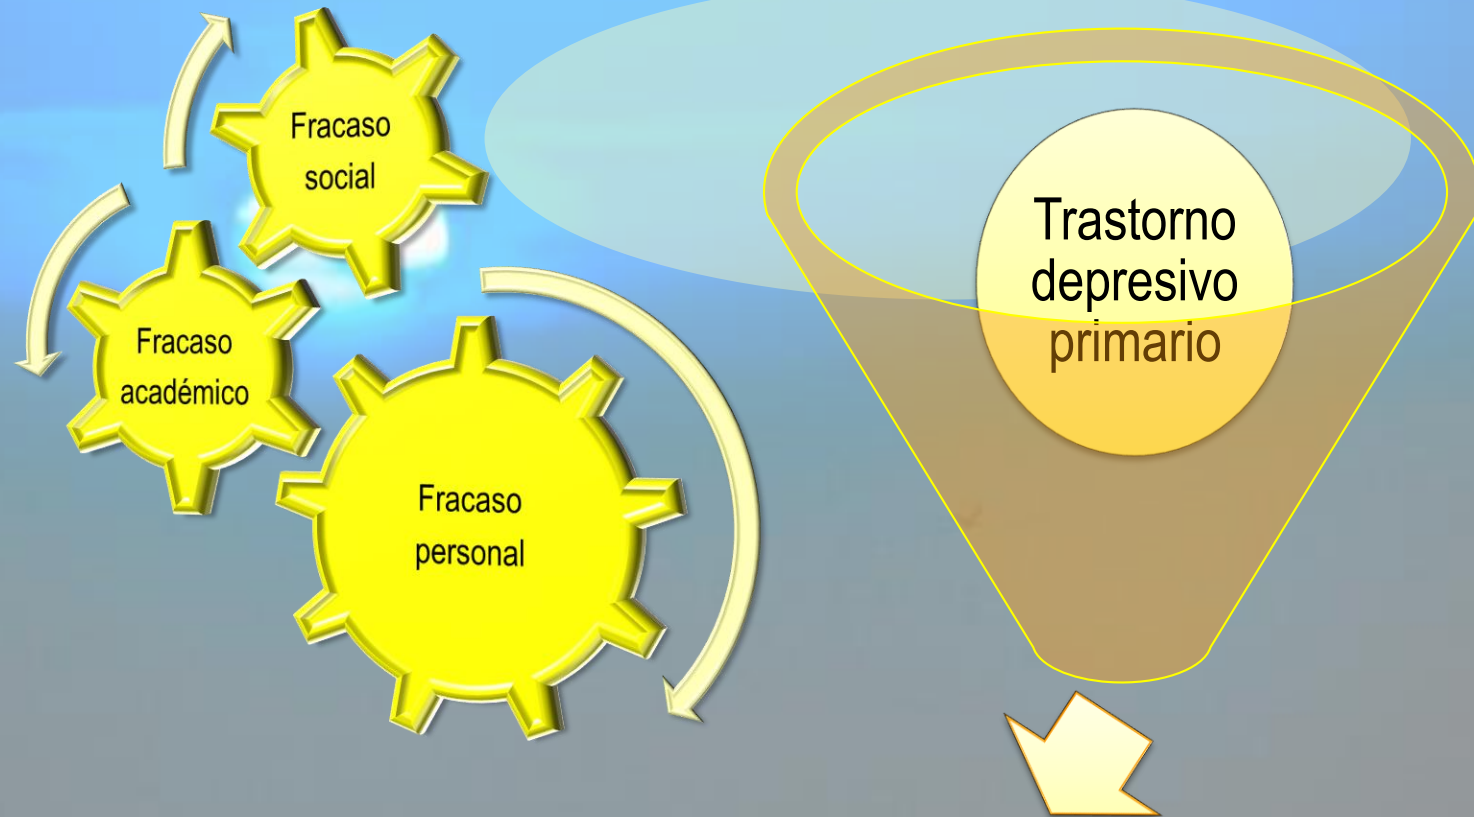 Fracaso
social
Fracaso
académico
Fracaso
personal
Trastorno
depresivo
primario